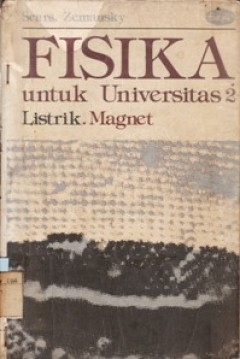 Sears. Zemansky
FISIKA
untuk Universitas 2
Listrik. Magnet